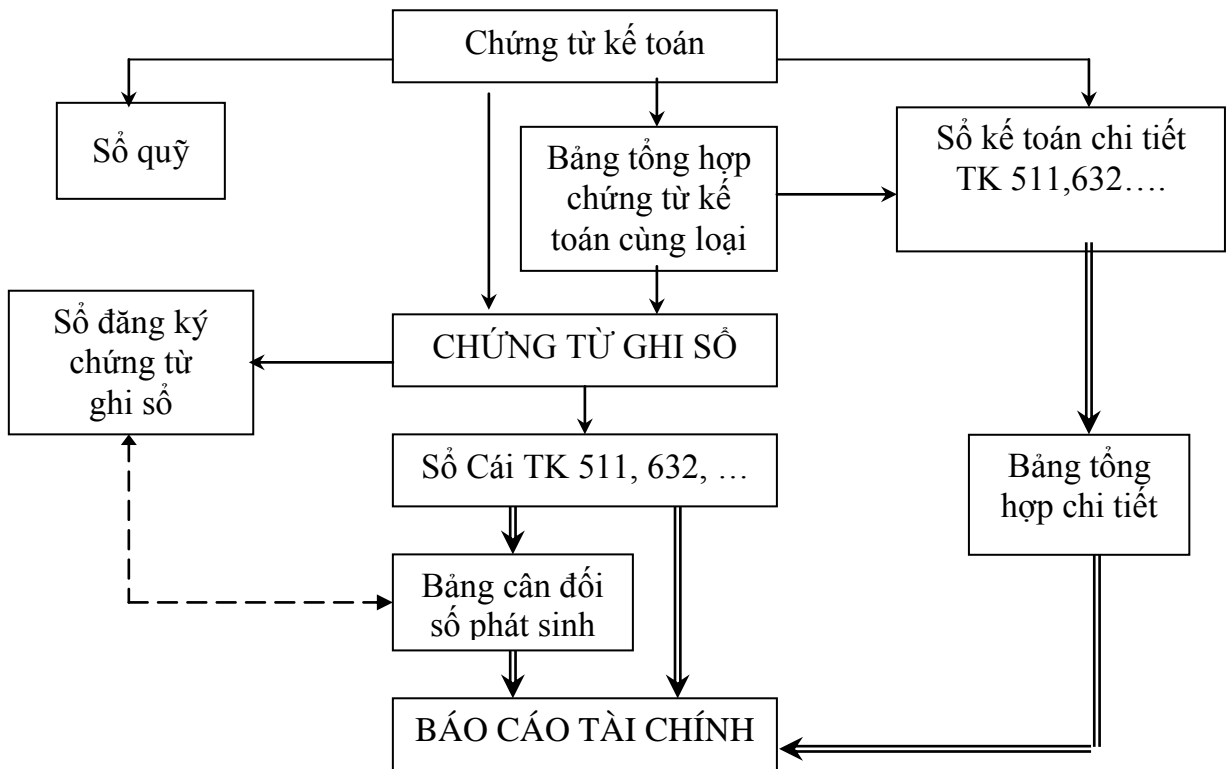 Chứng từ kế toán
Sổ quỹ
Bảng tổng hợp
chứng từ kế
toán cùng loại
Sổ kế toán chi tiết
TK 511,632….
Sổ đăng ký
chứng từ
ghi sổ
CHỨNG TỪ GHI SỔ
Sổ Cái TK 511, 632, …
Bảng tổng
hợp chi tiết
Bảng cân đối
số phát sinh
BÁO CÁO TÀI CHÍNH